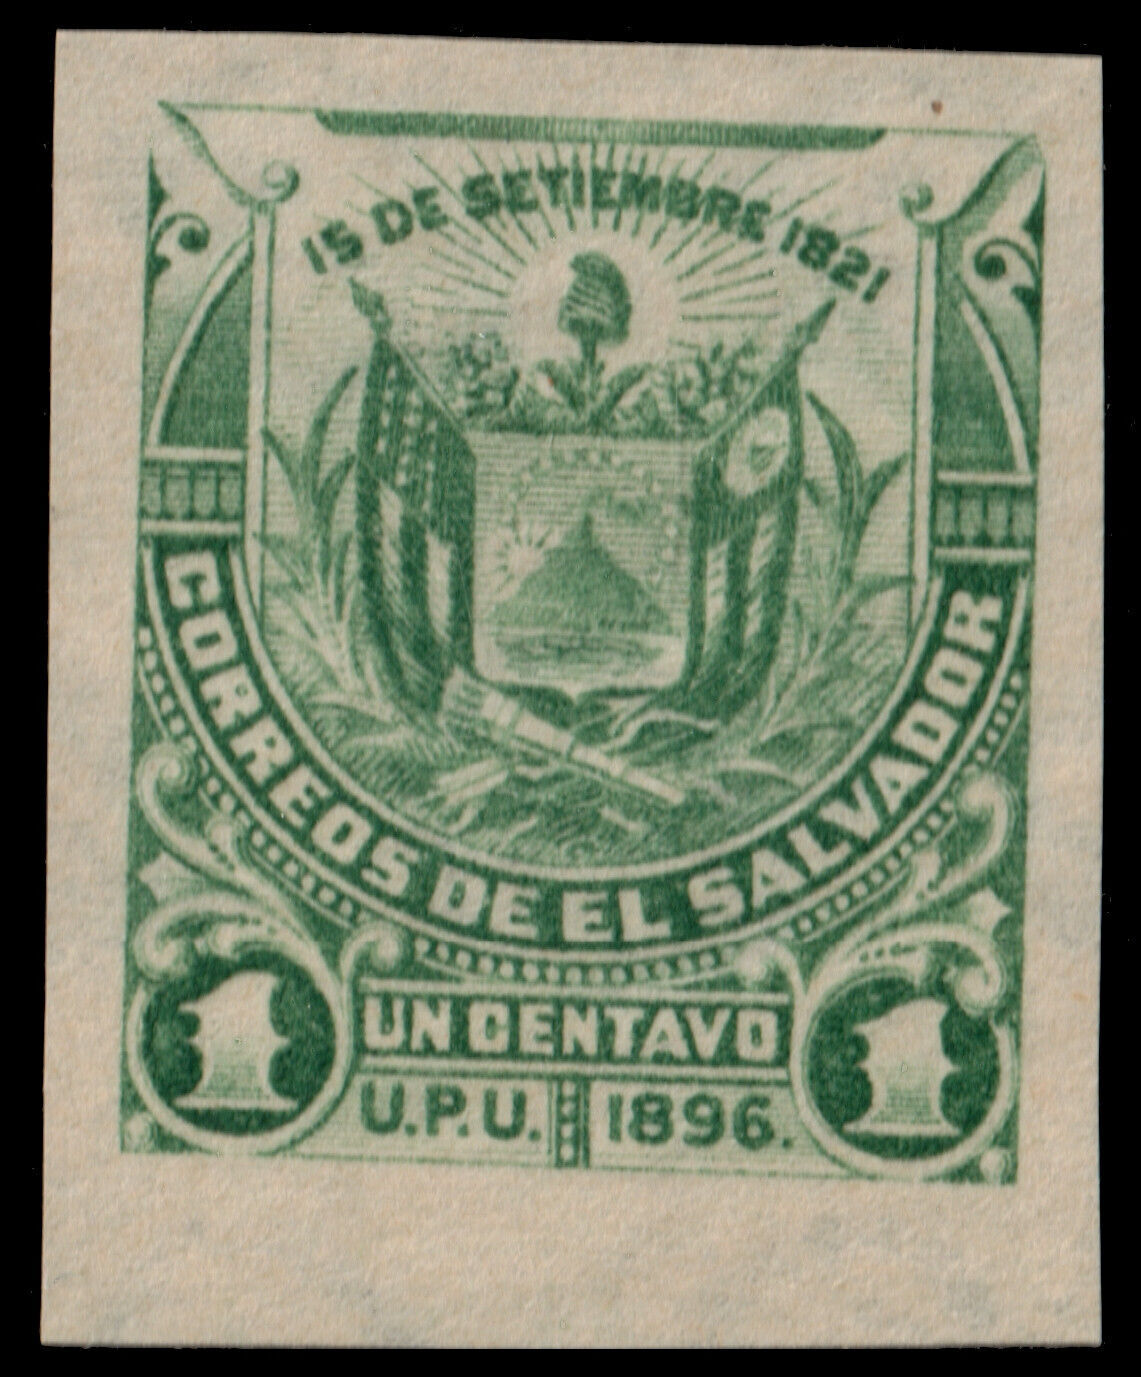 15 DE SETIEMBRE 1821
CORREOS DE EL SALVADOR
1 UN CENTAVO 1
U.P.U. 1896.